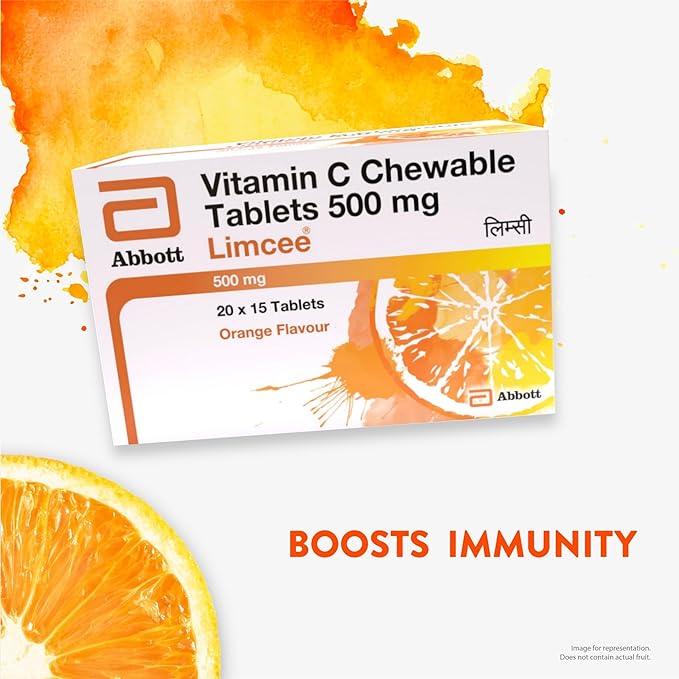 Abbott
Vitamin C Chewable
Tablets 500 mg
Limcee®
लिम्सी
500 mg
20 x 15 Tablets
Orange Flavour
Abbott
BOOSTS IMMUNITY
Image for representation.
Does not contain actual fruit.